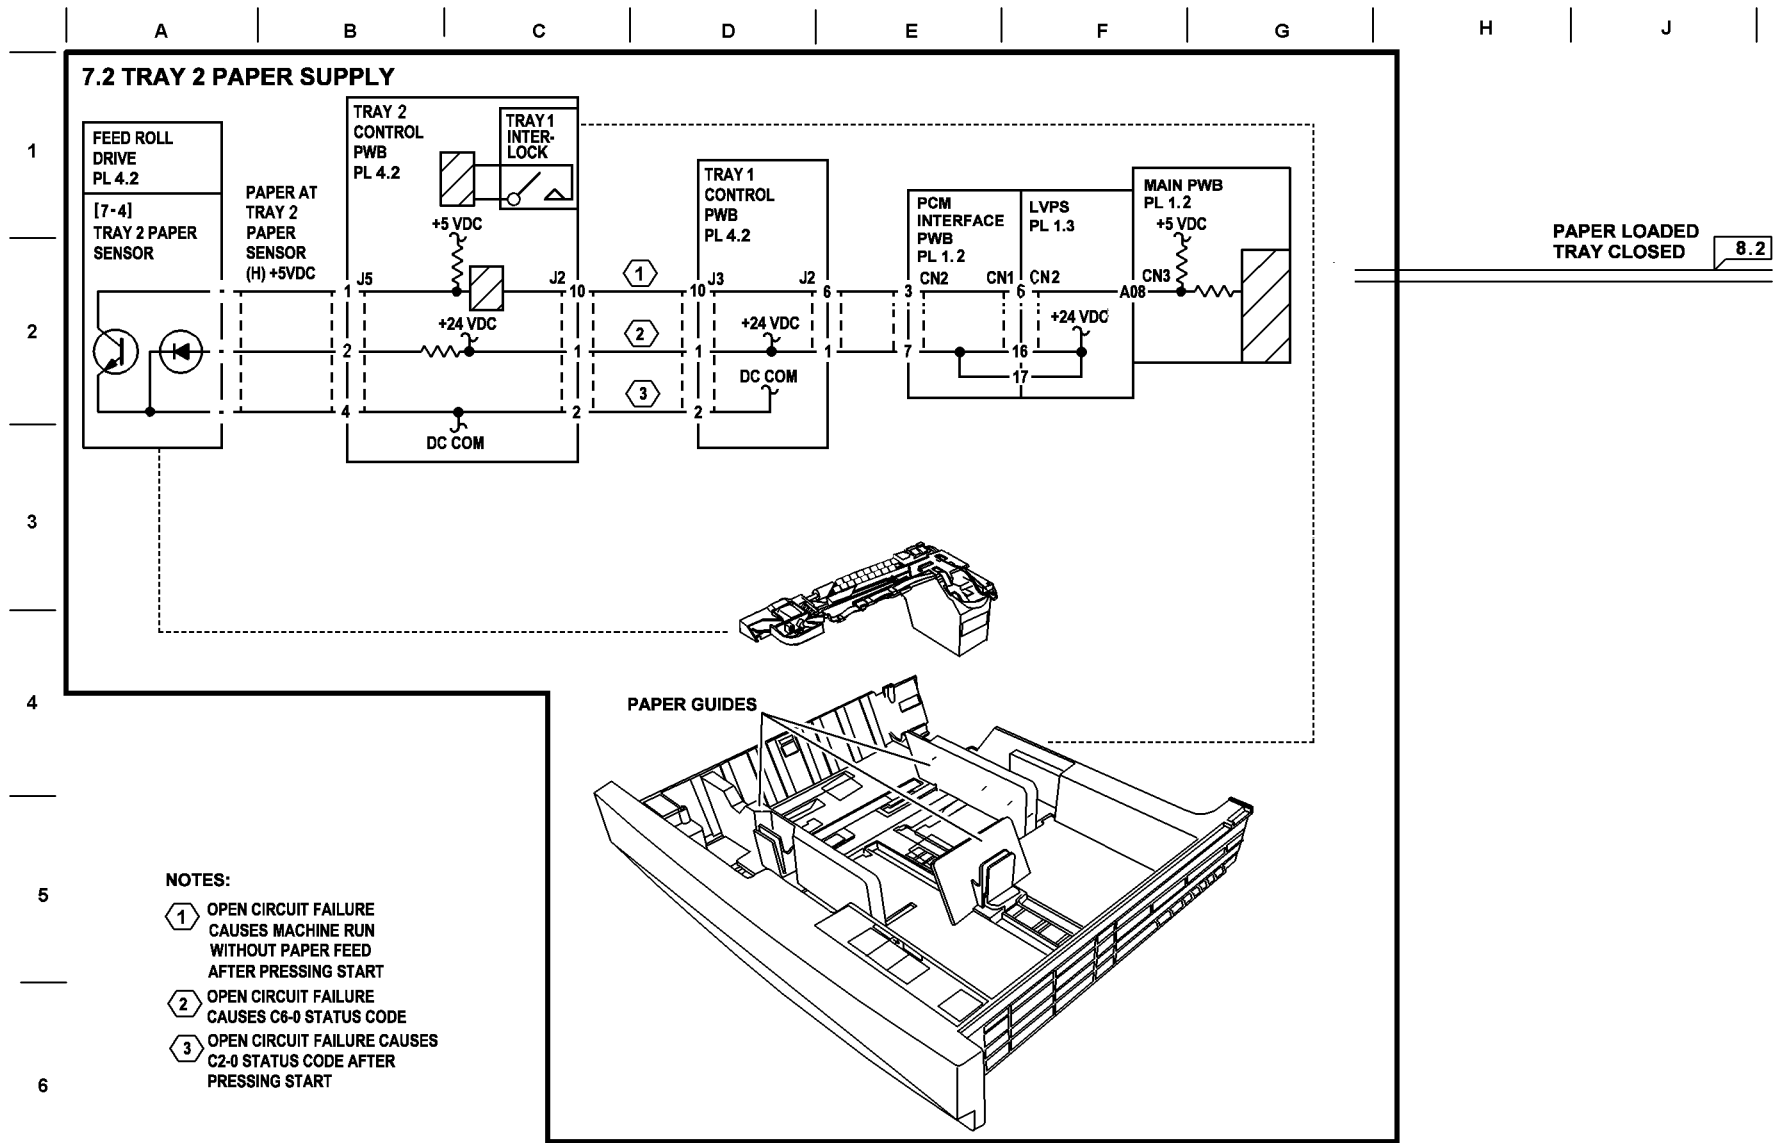 A B C D E F G H J
7.2 TRAY 2 PAPER SUPPLY
1
FEED ROLL
DRIVE
PL 4.2
[7-4]
TRAY 2 PAPER
SENSOR
PAPER AT
TRAY 2
PAPER
SENSOR
(H) +5VDC
TRAY 2
CONTROL
PWB
PL 4.2
TRAY 1
INTER-
LOCK
+5 VDC
TRAY 1
CONTROL
PWB
PL 4.2
PCM
INTERFACE
PWB
PL 1.2
LVPS
PL 1.3
MAIN PWB
PL 1.2
+5 VDC
PAPER LOADED
TRAY CLOSED
8.2
2
1 J5 J2 10 1 10 J3 J2 6 3 CN2 CN1 6 CN2 A08 CN3
+24 VDC 2 +24 VDC +24 VDC
2 1 1 1 7 16
17
DC COM
4 2 3 2
DC COM
3
4
PAPER GUIDES
5
NOTES:
1 OPEN CIRCUIT FAILURE
CAUSES MACHINE RUN
WITHOUT PAPER FEED
AFTER PRESSING START
2 OPEN CIRCUIT FAILURE
CAUSES C6-0 STATUS CODE
3 OPEN CIRCUIT FAILURE CAUSES
C2-0 STATUS CODE AFTER
PRESSING START
6